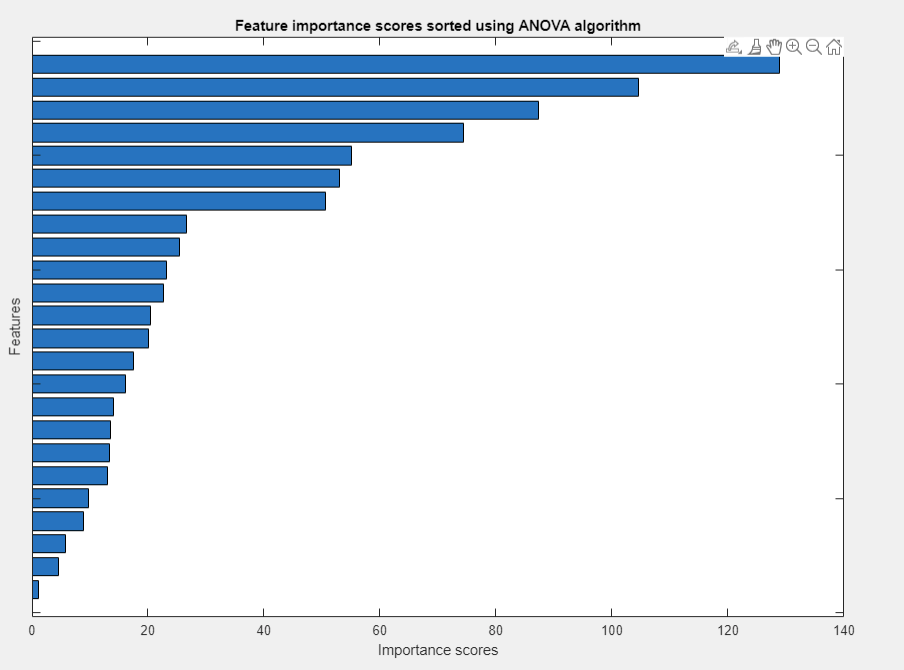 Feature importance scores sorted using ANOVA algorithm
Features
0 20 40 60 80 100 120 140
Importance scores